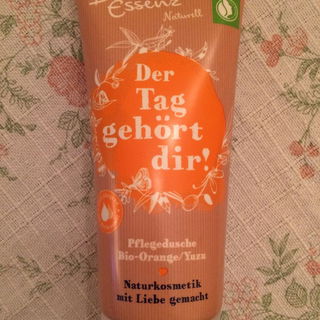 Essenz
Naturell
Der
Tag
gehört
dir!
Pflegedusche
Bio-Orange/Yuzu
Naturkosmetik
mit Liebe gemacht